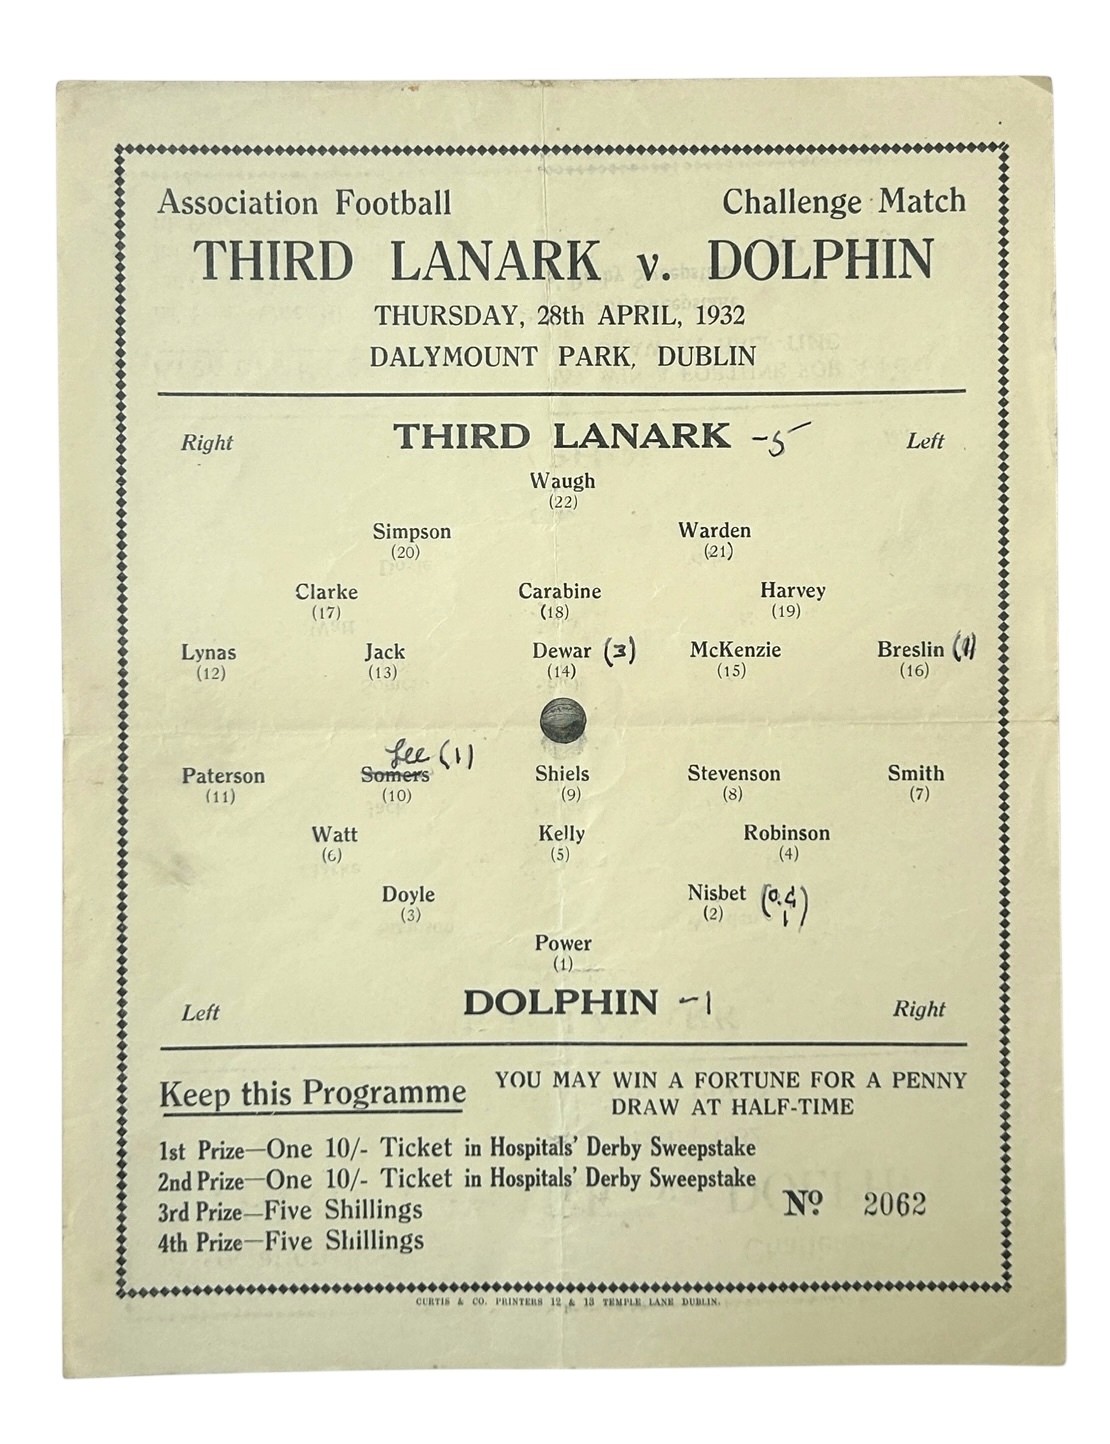 Association Football Challenge Match
THIRD LANARK v. DOLPHIN
THURSDAY, 28th APRIL, 1932
DALYMOUNT PARK, DUBLIN
Right THIRD LANARK -5 Left
Waugh
(22)
Simpson Warden
(20) (21)
Clarke Carabine Harvey
(17) (18) (19)
Lynas Jack Dewar (3) McKenzie Breslin (1)
(12) (13) (14) (15) (16)
Lee (1)
Paterson Somers Shiels Stevenson Smith
(11) (10) (9) (8) (7)
Watt Kelly Robinson
(6) (5) (4)
Doyle Nisbet (o.g 1)
(3) (2)
Power
(1)
Left DOLPHIN -1 Right
Keep this Programme YOU MAY WIN A FORTUNE FOR A PENNY
DRAW AT HALF-TIME
1st Prize—One 10/- Ticket in Hospitals' Derby Sweepstake
2nd Prize—One 10/- Ticket in Hospitals' Derby Sweepstake
3rd Prize—Five Shillings
4th Prize—Five Shillings
No 2062
CURTIS & CO. PRINTERS 12 & 13 TEMPLE LANE DUBLIN.